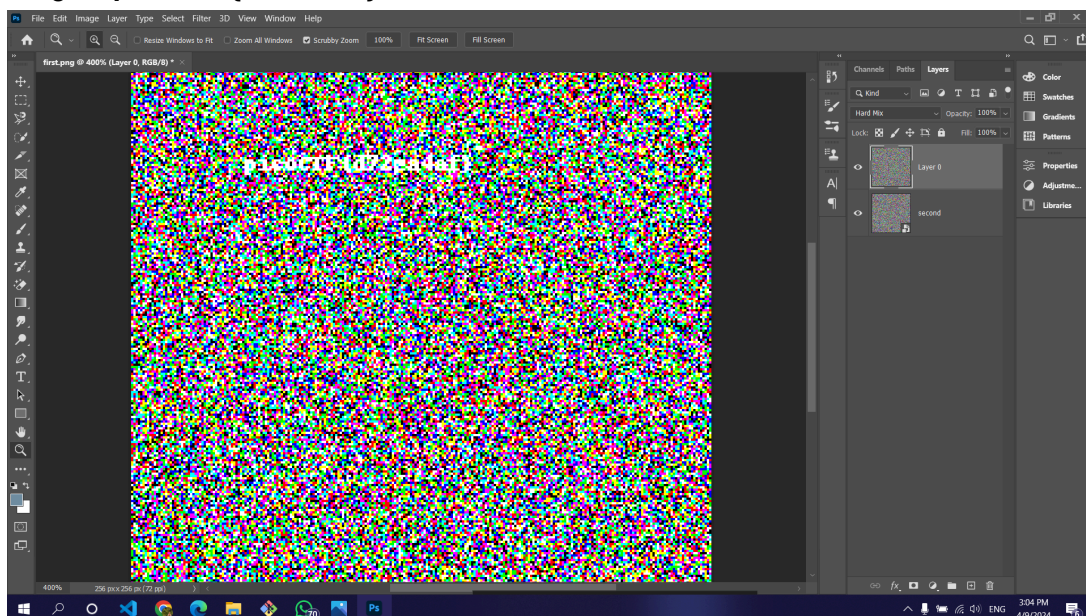 File Edit Image Layer Type Select Filter 3D View Window Help
Resize Windows to Fit Zoom All Windows Scrubby Zoom 100% Fit Screen Fill Screen
first.png @ 400% (Layer 0, RGB/8) *
Channels Paths Layers
Kind
Hard Mix Opacity: 100%
Lock: Fill: 100%
Layer 0
second
Color
Swatches
Gradients
Patterns
Properties
Adjustme...
Libraries
400% 256 px x 256 px (72 ppi)
Ps
ENG
3:04 PM
4/9/2024